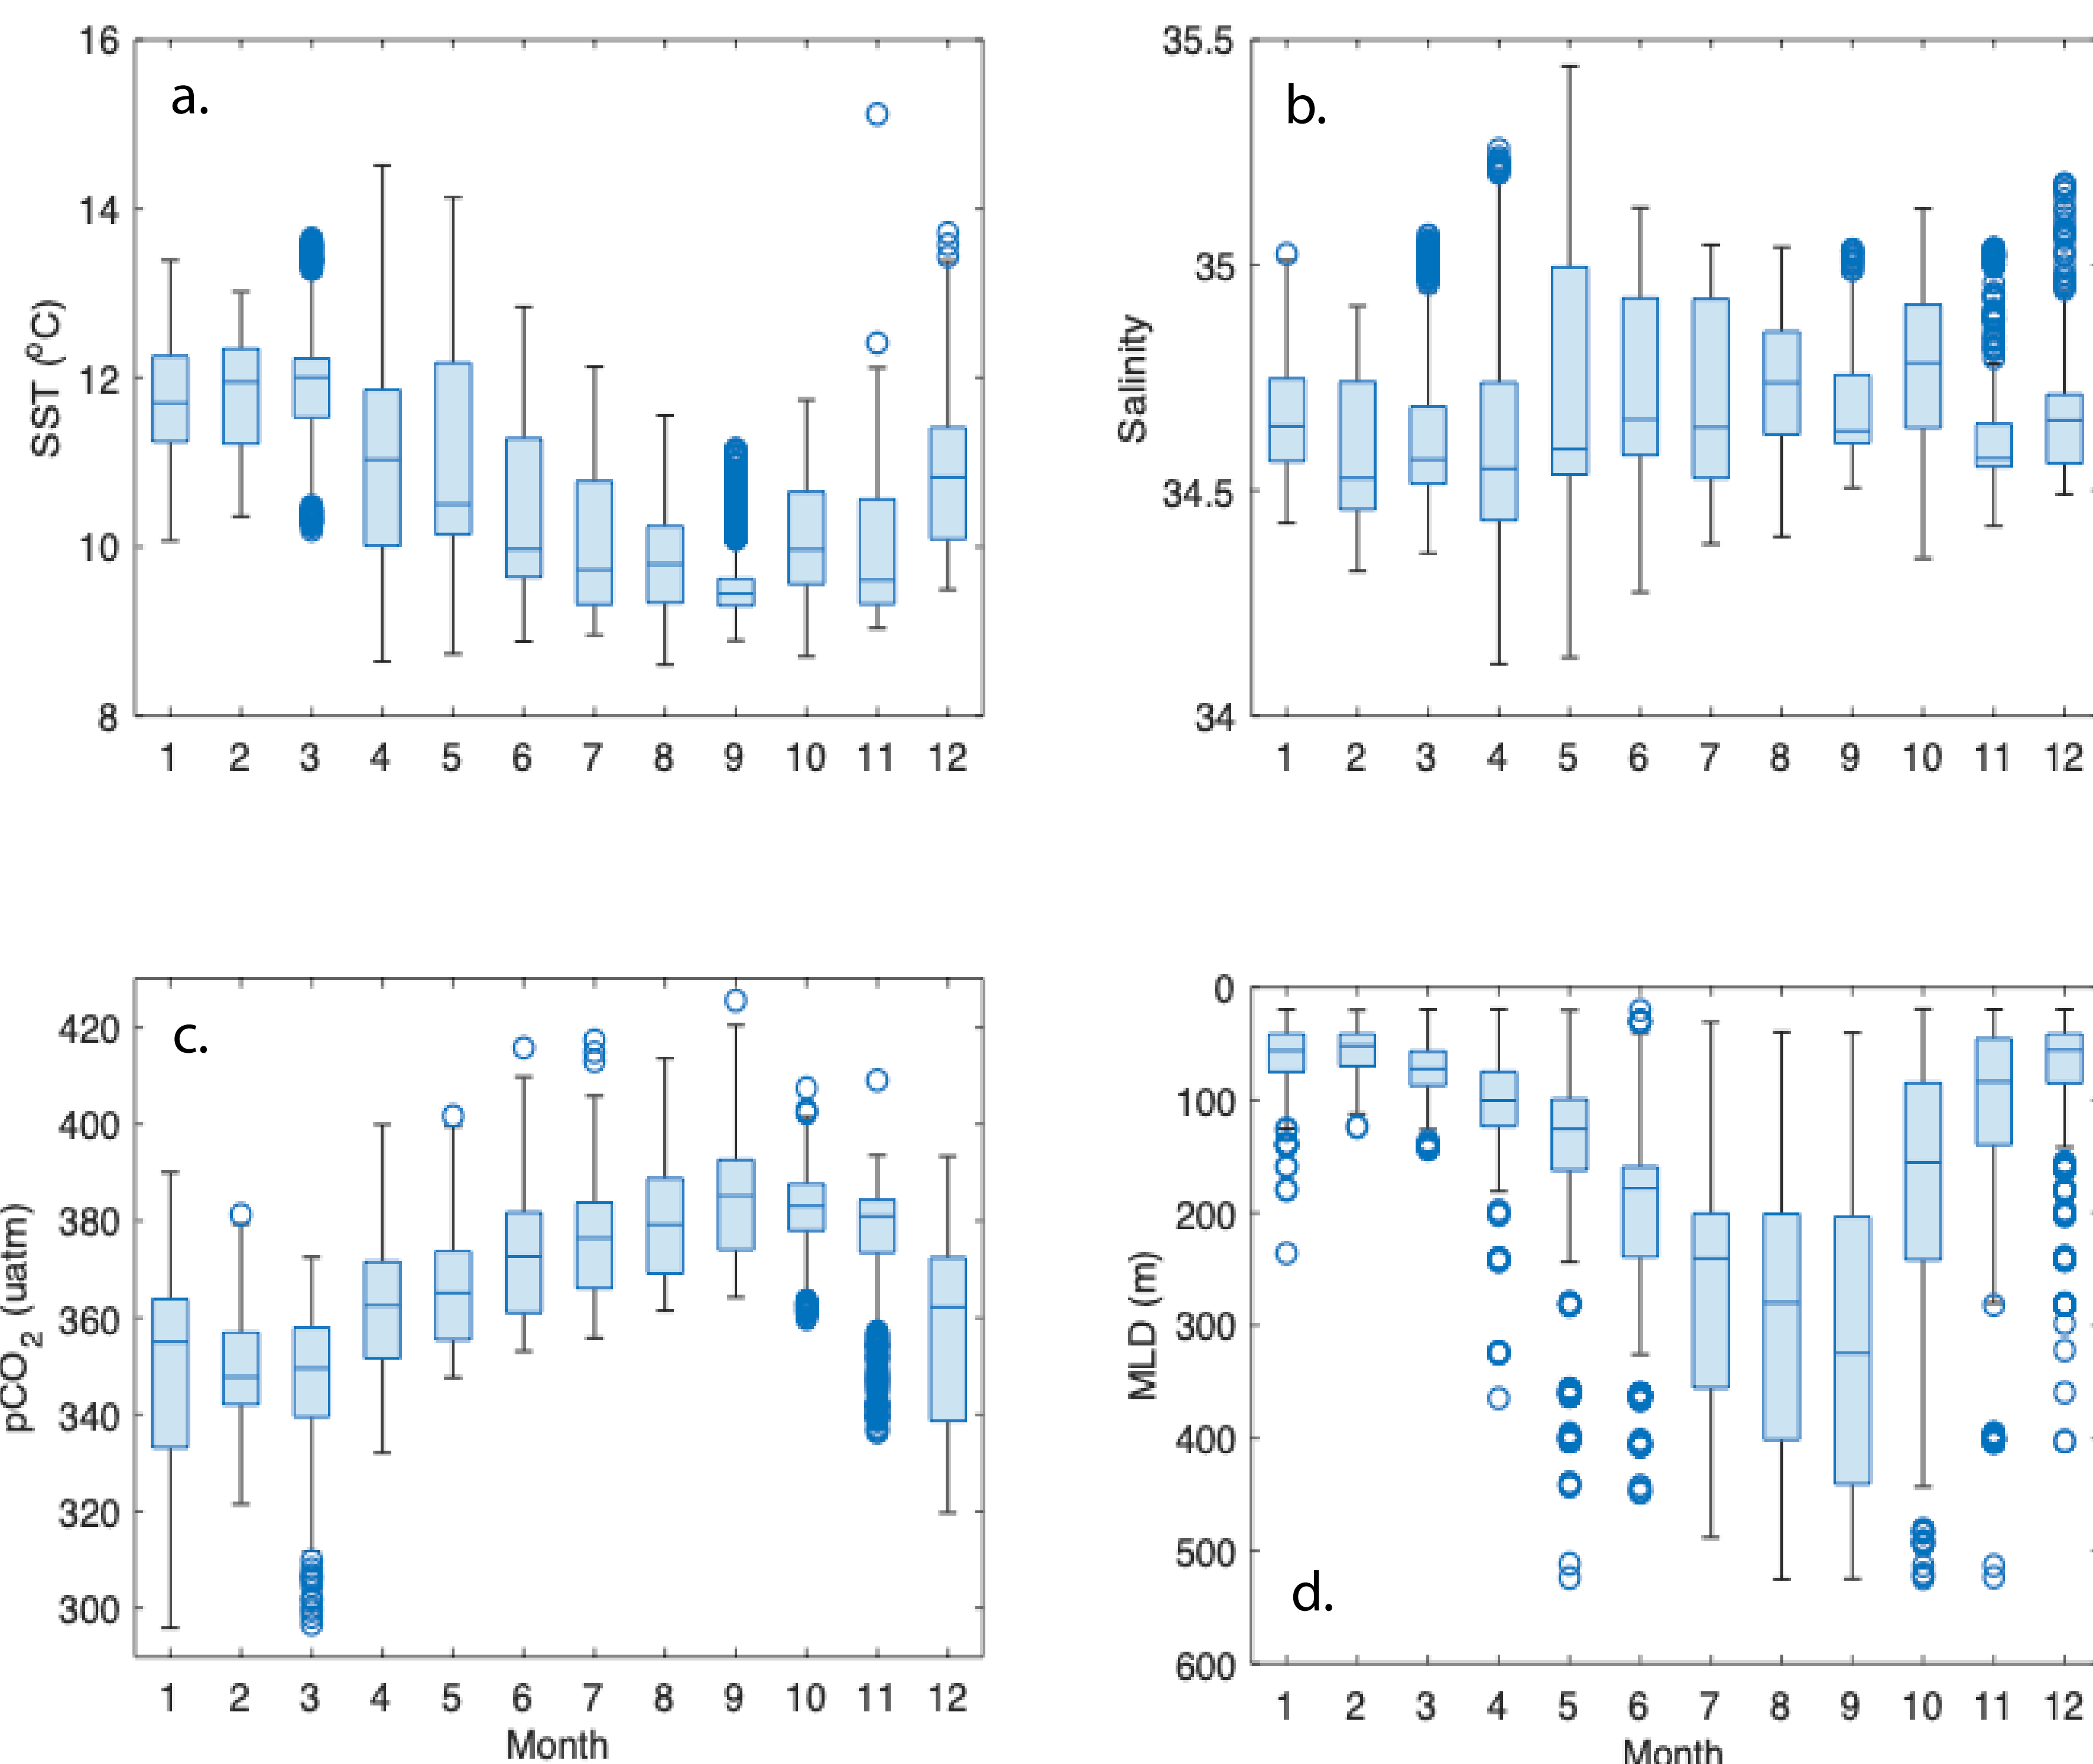 a.
16
14
12
10
8
SST (ºC)
1 2 3 4 5 6 7 8 9 10 11 12
b.
35.5
35
34.5
34
Salinity
1 2 3 4 5 6 7 8 9 10 11 12
c.
420
400
380
360
340
320
300
pCO2 (uatm)
1 2 3 4 5 6 7 8 9 10 11 12
Month
0
100
200
300
400
500
600
MLD (m)
d.
1 2 3 4 5 6 7 8 9 10 11 12
Month